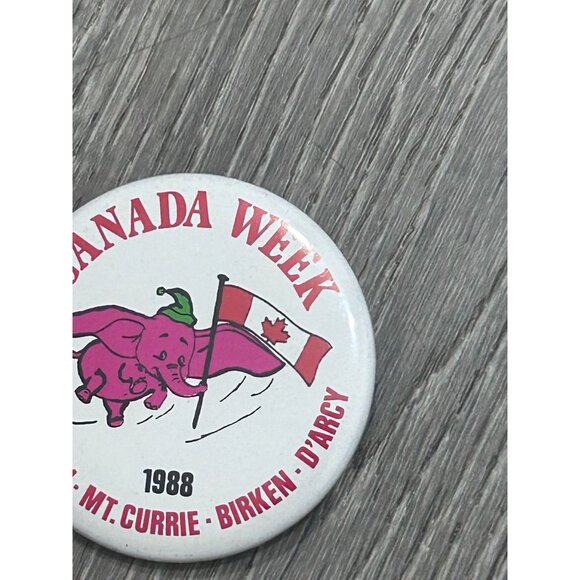 CANADA WEEK
1988
MT. CURRIE · BIRKEN · D'ARCY